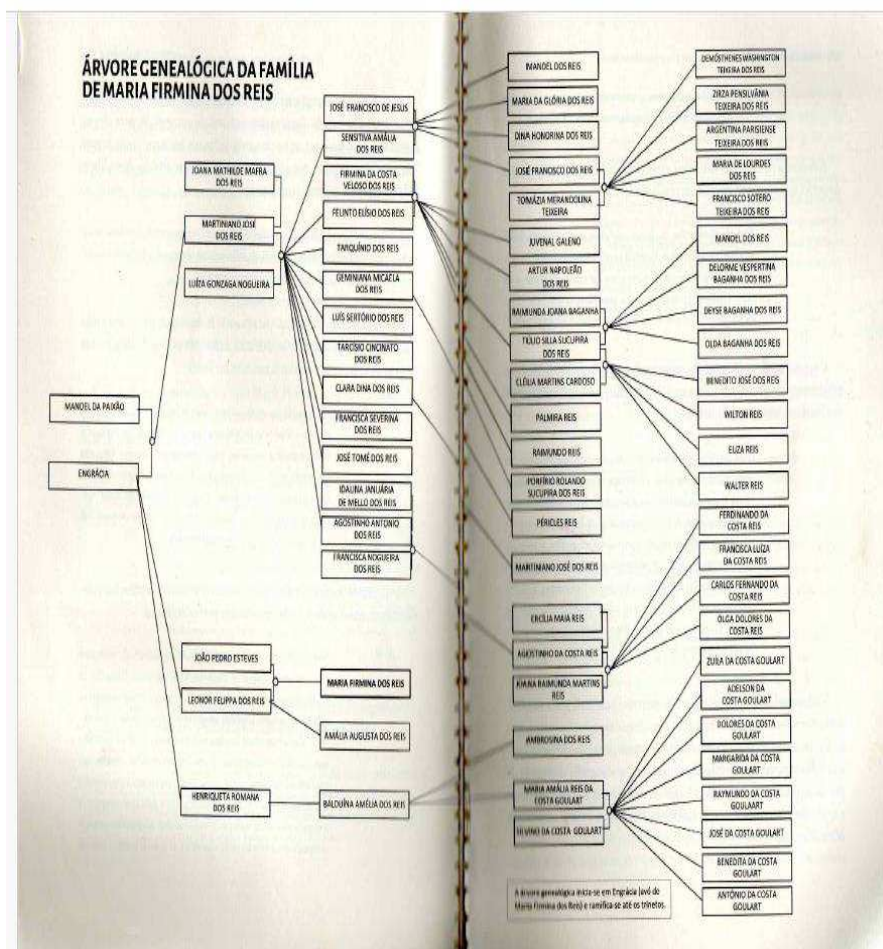 ÁRVORE GENEALÓGICA DA FAMÍLIA
DE MARIA FIRMINA DOS REIS
MANOEL DA PAIXÃO
ENGRÁCIA
JOANA MATHILDE MAFRA
DOS REIS
MARTINIANO JOSÉ
DOS REIS
LUÍZA GONZAGA NOGUEIRA
JOÃO PEDRO ESTEVES
LEONOR FELIPPA DOS REIS
HENRIQUETA ROMANA
DOS REIS
JOSÉ FRANCISCO DE JESUS
SENSITIVA AMÁLIA
DOS REIS
FIRMINA DA COSTA
VELOSO DOS REIS
FELINTO ELÍSIO DOS REIS
TARQUÍNIO DOS REIS
GEMINIANA MICAELA
DOS REIS
LUÍS SERTÓRIO DOS REIS
TARCÍSIO CINCINATO
DOS REIS
CLARA DINA DOS REIS
FRANCISCA SEVERINA
DOS REIS
JOSÉ TOMÉ DOS REIS
IDALINA JANUÁRIA
DE MELLO DOS REIS
AGOSTINHO ANTONIO
DOS REIS
FRANCISCA NOGUEIRA
DOS REIS
MARIA FIRMINA DOS REIS
AMÁLIA AUGUSTA DOS REIS
BALDUÍNA AMÉLIA DOS REIS
MANOEL DOS REIS
MARIA DA GLÓRIA DOS REIS
DINA HONORINA DOS REIS
JOSÉ FRANCISCO DOS REIS
TOMÁZIA MERANDOLINA
TEIXEIRA
JUVENAL GALENO
ARTUR NAPOLEÃO
DOS REIS
RAIMUNDA JOANA BAGANHA
TÚLIO SILLA SUCUPIRA
DOS REIS
CLÉLIA MARTINS CARDOSO
PALMIRA REIS
RAIMUNDO REIS
PORFÍRIO ROLANDO
SUCUPIRA DOS REIS
PÉRICLES REIS
MARTINIANO JOSÉ DOS REIS
ERCÍLIA MAIA REIS
AGOSTINHO DA COSTA REIS
JOANA RAIMUNDA MARTINS
REIS
AMBROSINA DOS REIS
MARIA AMÁLIA REIS DA
COSTA GOULART
SILVINO DA COSTA GOULART
A árvore genealógica inicia-se em Engrácia (avó de
Maria Firmina dos Reis) e ramifica-se até os trinetos.
DEMÓSTHENES WASHINGTON
TEIXEIRA DOS REIS
ZIRZA PENSILVÂNIA
TEIXEIRA DOS REIS
ARGENTINA PARISIENSE
TEIXEIRA DOS REIS
MARIA DE LOURDES
DOS REIS
FRANCISCO SOTERO
TEIXEIRA DOS REIS
MANOEL DOS REIS
DELORME VESPERTINA
BAGANHA DOS REIS
DEYSE BAGANHA DOS REIS
OLDA BAGANHA DOS REIS
BENEDITO JOSÉ DOS REIS
WILTON REIS
ELIZA REIS
WALTER REIS
FERDINANDO DA
COSTA REIS
FRANCISCA LUÍZA
DA COSTA REIS
CARLOS FERNANDO DA
COSTA REIS
OLGA DOLORES DA
COSTA REIS
ZUÍLA DA COSTA GOULART
ADELSON DA
COSTA GOULART
DOLORES DA COSTA
GOULART
MARGARIDA DA COSTA
GOULART
RAYMUNDO DA COSTA
GOULAART
JOSÉ DA COSTA GOULART
BENEDITA DA COSTA
GOULART
ANTÔNIO DA COSTA
GOULART